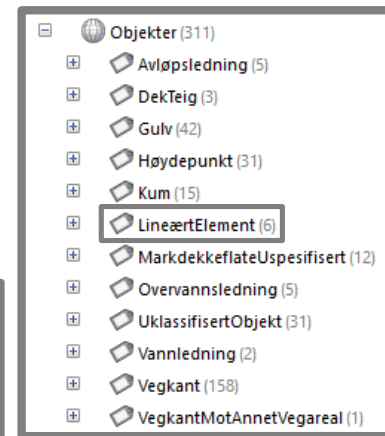 Objekter (311)
Avløpsledning (5)
DekTeig (3)
Gulv (42)
Høydepunkt (31)
Kum (15)
LineærtElement (6)
MarkdekkeflateUspesifisert (12)
Overvannsledning (5)
UklassifisertObjekt (31)
Vannledning (2)
Vegkant (158)
VegkantMotAnnetVegareal (1)